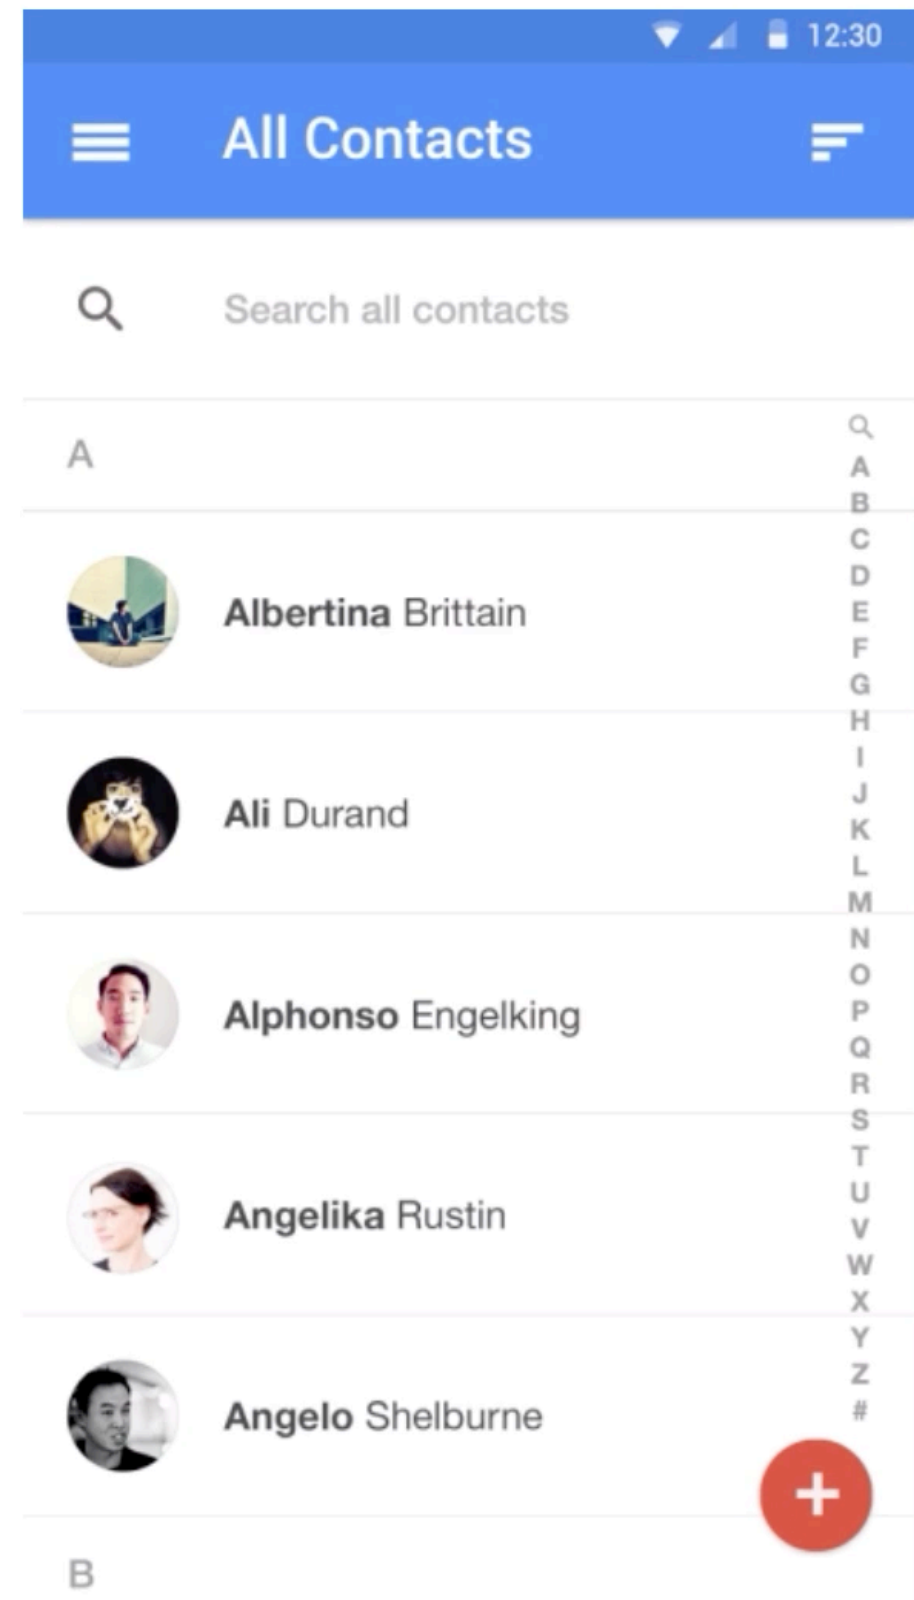 12:30
All Contacts
Search all contacts
A
Albertina Brittain
Ali Durand
Alphonso Engelking
Angelika Rustin
Angelo Shelburne
B
A
B
C
D
E
F
G
H
I
J
K
L
M
N
O
P
Q
R
S
T
U
V
W
X
Y
Z
#